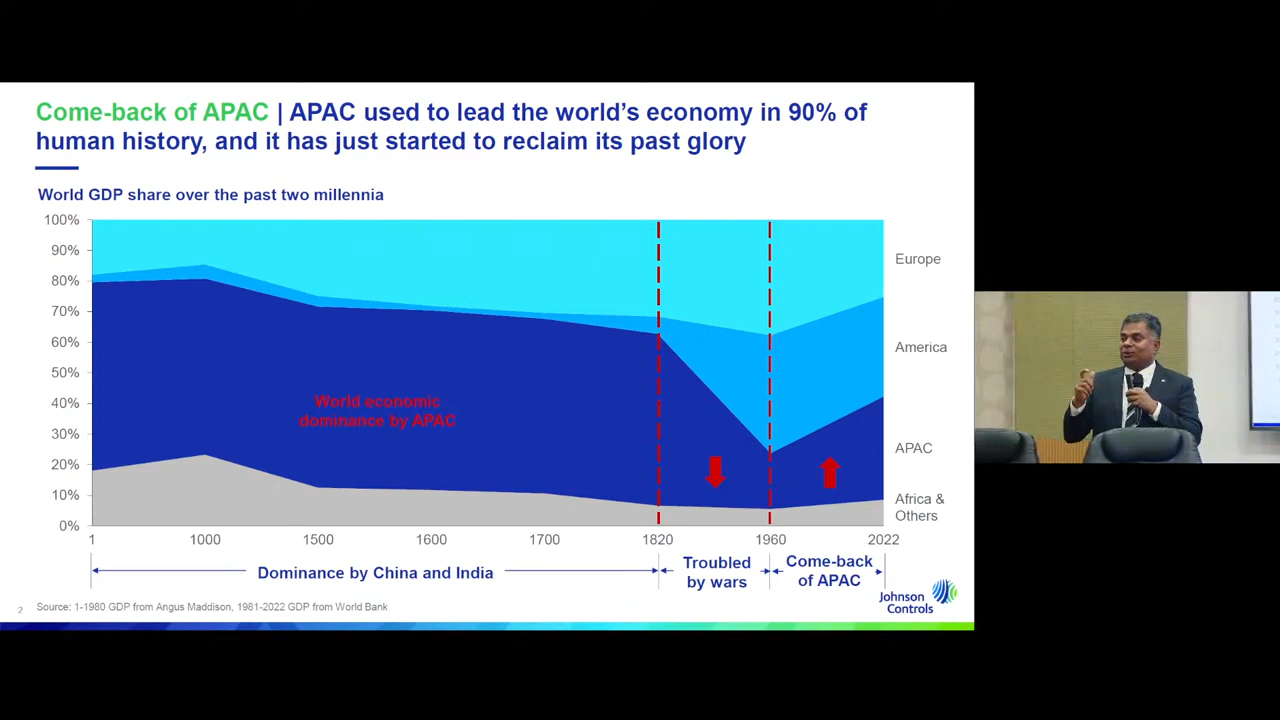 Come-back of APAC | APAC used to lead the world's economy in 90% of
human history, and it has just started to reclaim its past glory
World GDP share over the past two millennia
100%
90%
80%
70%
60%
50%
40%
30%
20%
10%
0%
World economic
dominance by APAC
Europe
America
APAC
Africa &
Others
1
1000
1500
1600
1700
1820
1960
2022
Dominance by China and India
Troubled
by wars
Come-back
of APAC
Johnson
Controls
2
Source: 1-1980 GDP from Angus Maddison, 1981-2022 GDP from World Bank